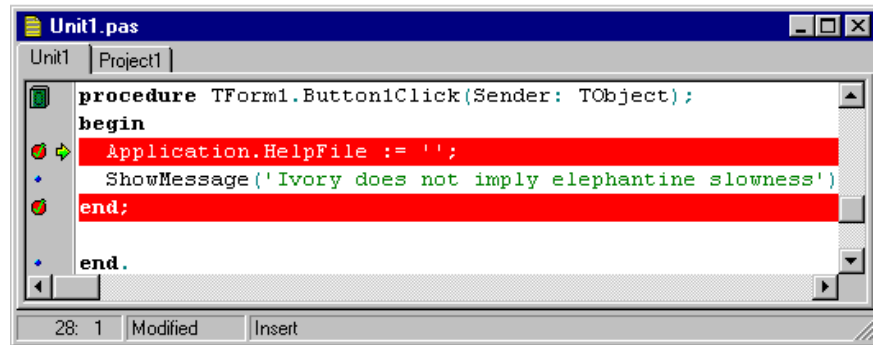 Unit1.pas
Unit1 Project1
procedure TForm1.Button1Click(Sender: TObject);
begin
Application.HelpFile := '';
ShowMessage('Ivory does not imply elephantine slowness')
end;
end.
28: 1 Modified Insert